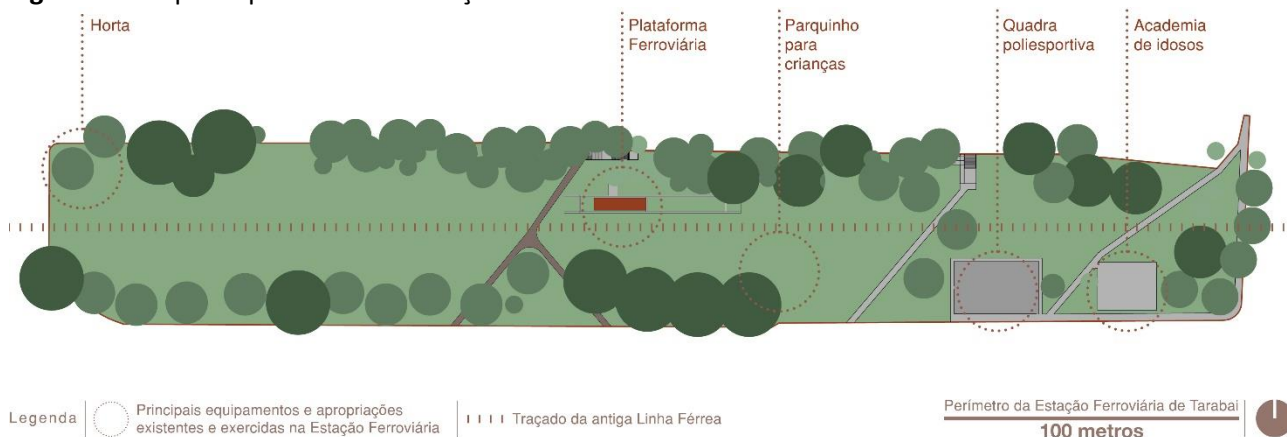 Horta
Plataforma
Ferroviária
Parquinho
para
crianças
Quadra
poliesportiva
Academia
de idosos
Legenda
Principais equipamentos e apropriações
existentes e exercidas na Estação Ferroviária
Traçado da antiga Linha Férrea
Perímetro da Estação Ferroviária de Tarabai
100 metros